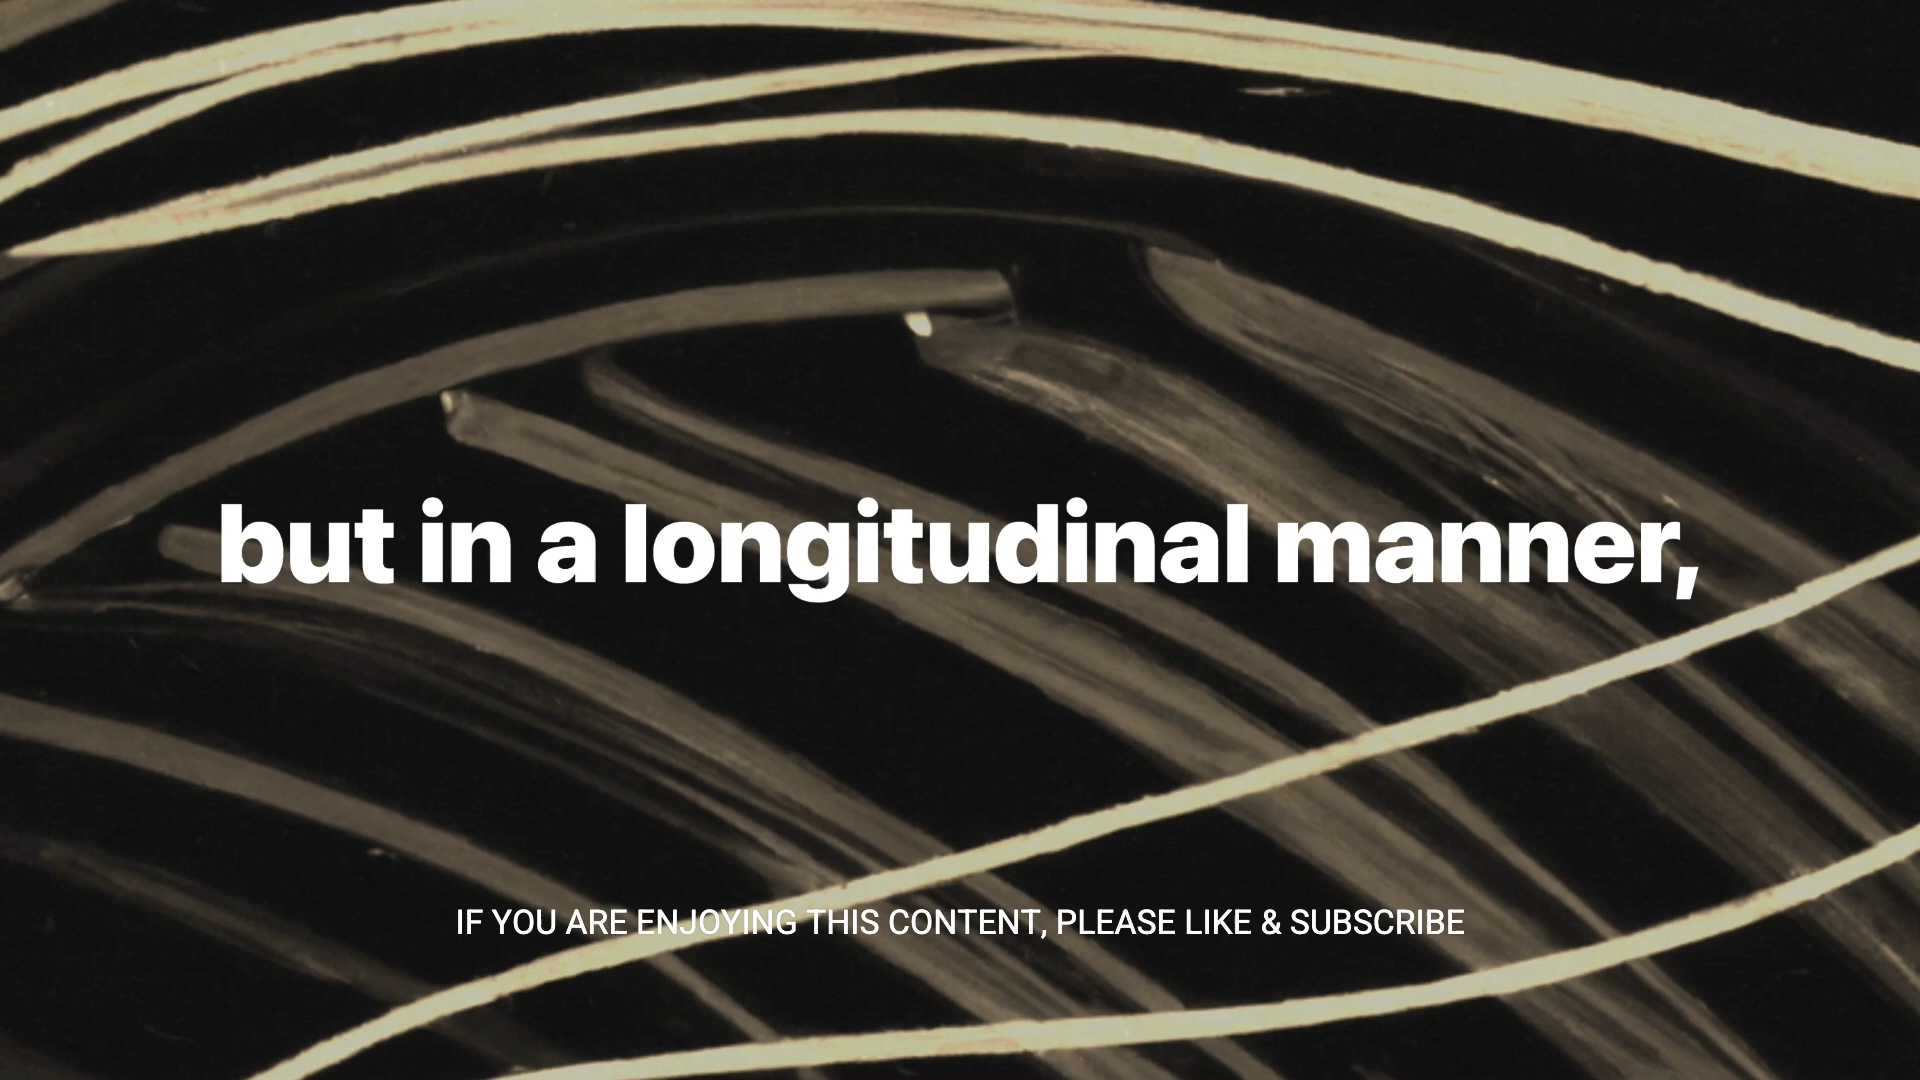 but in a longitudinal manner,
IF YOU ARE ENJOYING THIS CONTENT, PLEASE LIKE & SUBSCRIBE